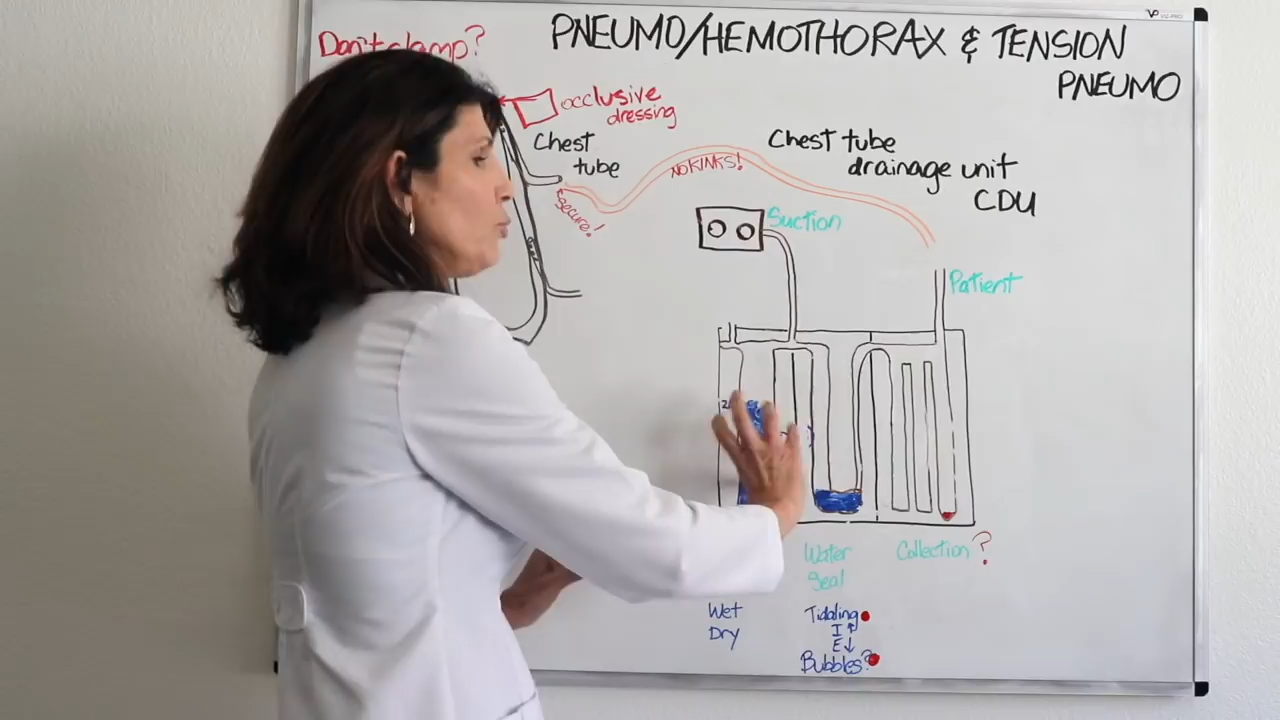 PNEUMO/HEMOTHORAX & TENSION
PNEUMO
Don't clamp?
occlusive
dressing
Chest
tube
secure!
NO KINKS!
Chest tube
drainage unit
CDU
Suction
Patient
Water
Seal
Collection?
Wet
Dry
Tidaling
I ↑
E ↓
Bubbles?